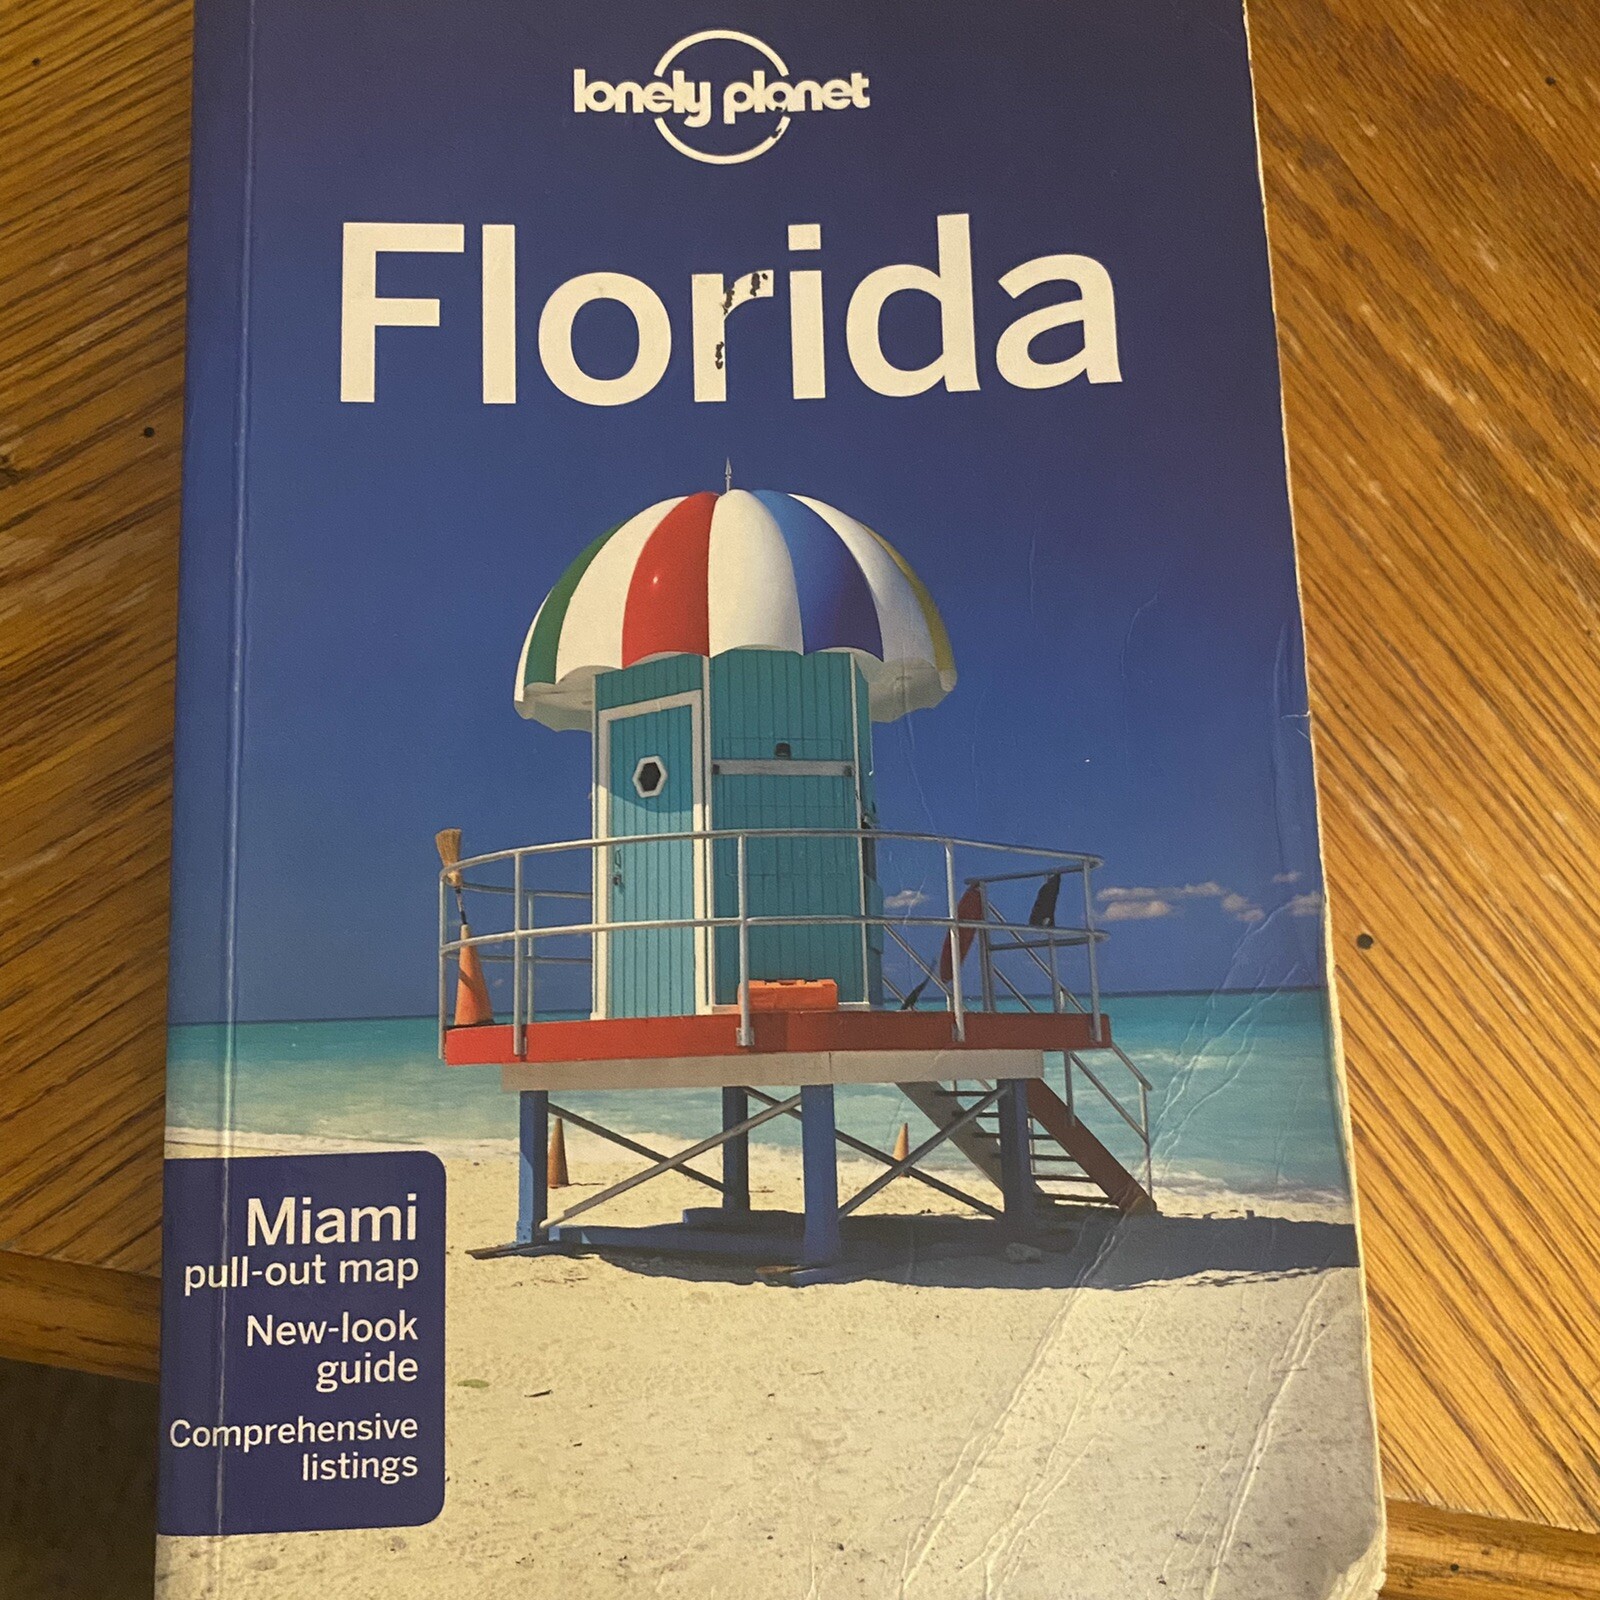 lonely planet
Florida
Miami
pull-out map
New-look
guide
Comprehensive
listings